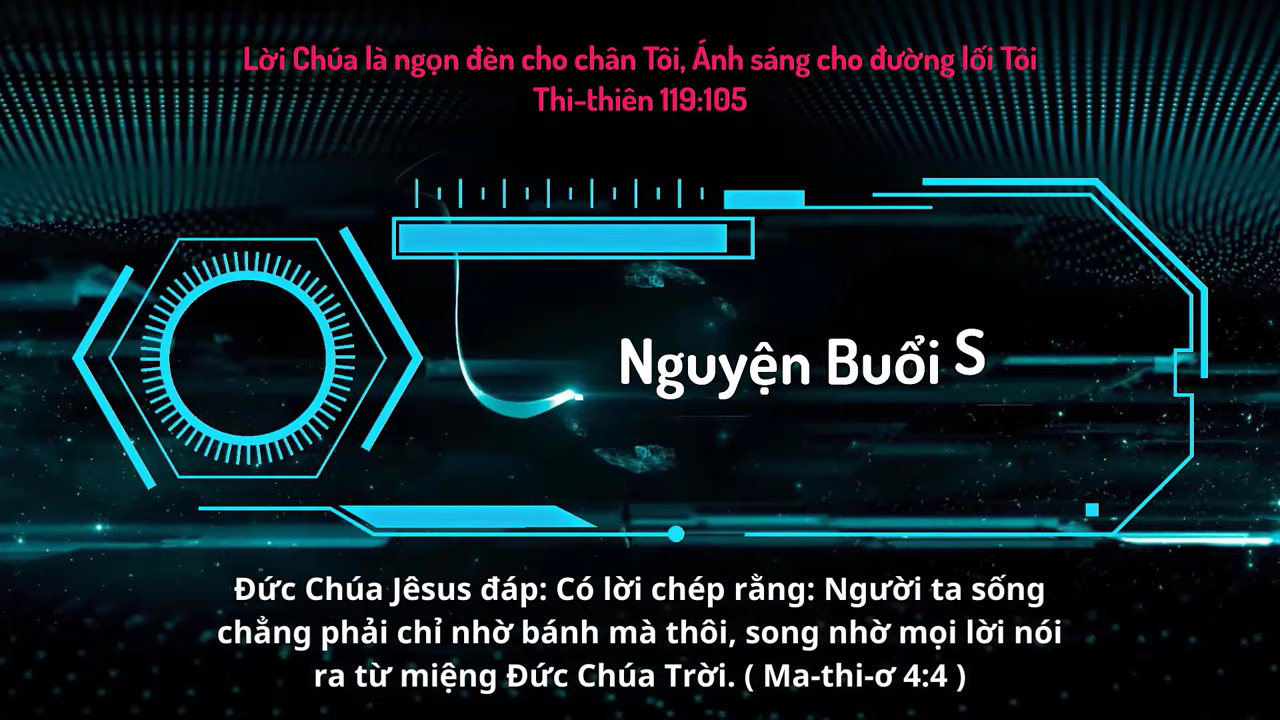 Lời Chúa là ngọn đèn cho chân Tôi, Ánh sáng cho đường lối Tôi
Thi-thiên 119:105
Nguyện Buổi S
Đức Chúa Jêsus đáp: Có lời chép rằng: Người ta sống
chẳng phải chỉ nhờ bánh mà thôi, song nhờ mọi lời nói
ra từ miệng Đức Chúa Trời. ( Ma-thi-ơ 4:4 )